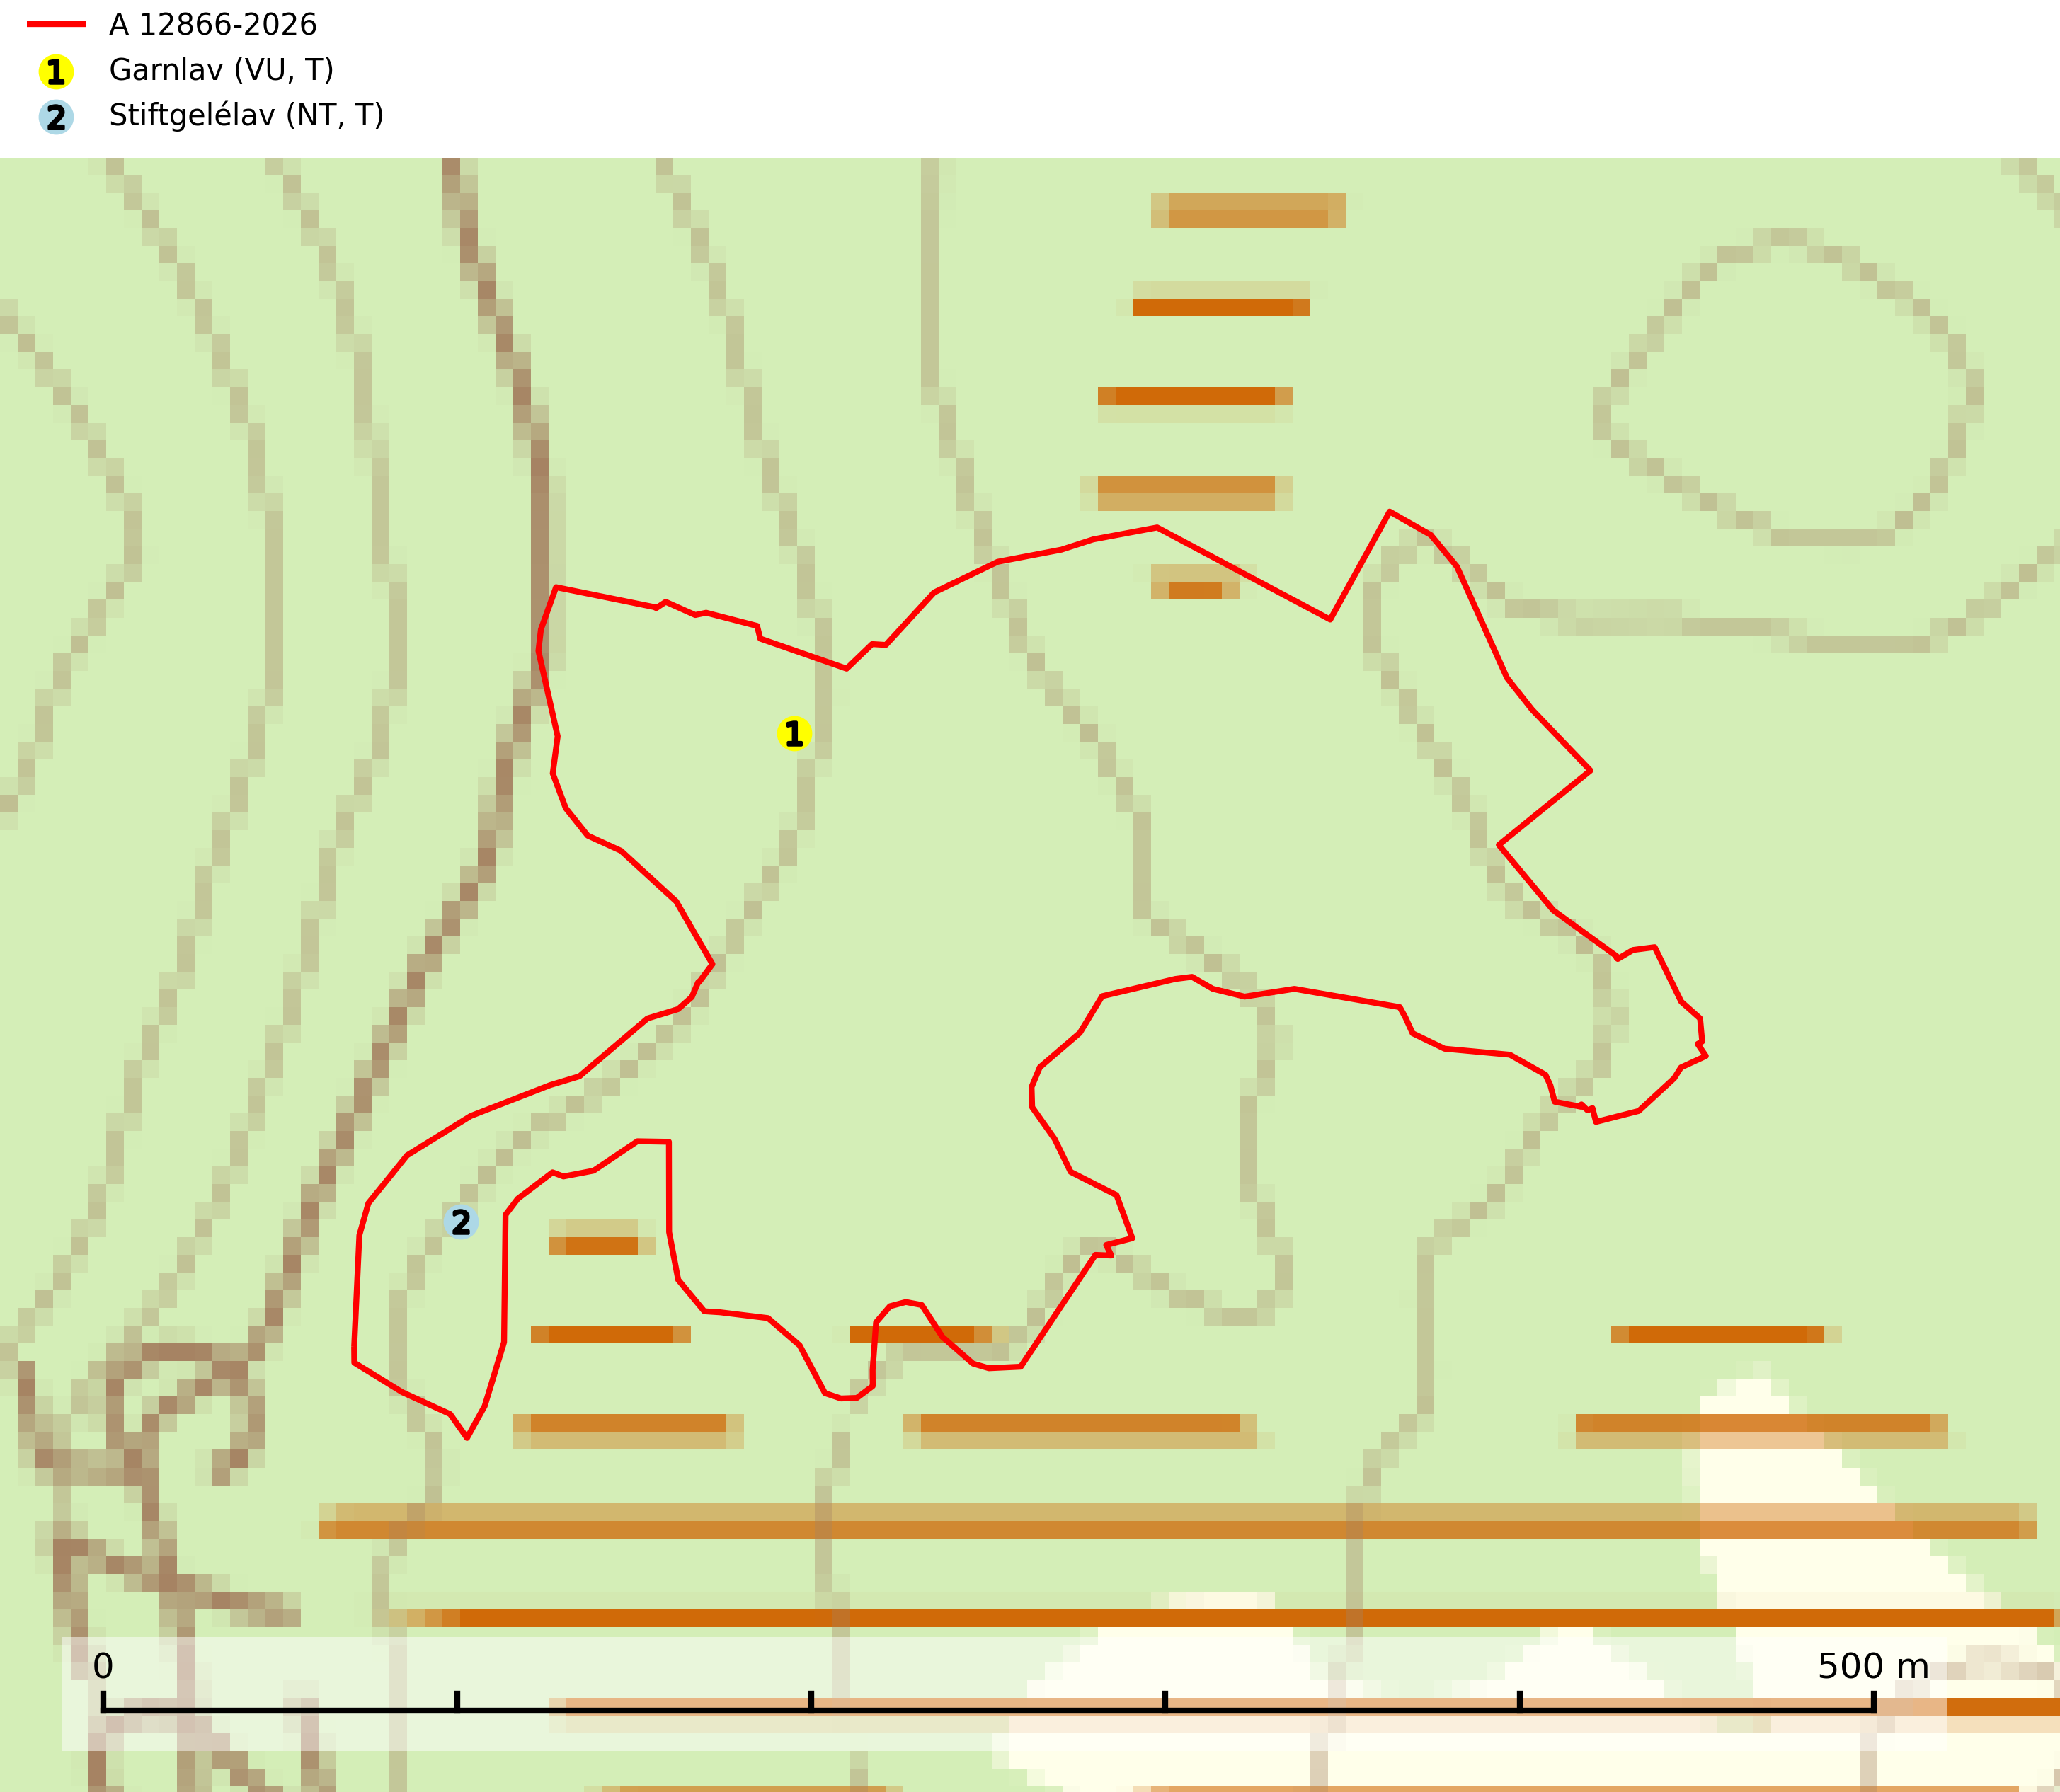 A 12866-2026
1 Garnlav (VU, T)
2 Stiftgelélav (NT, T)
1
2
0 500 m